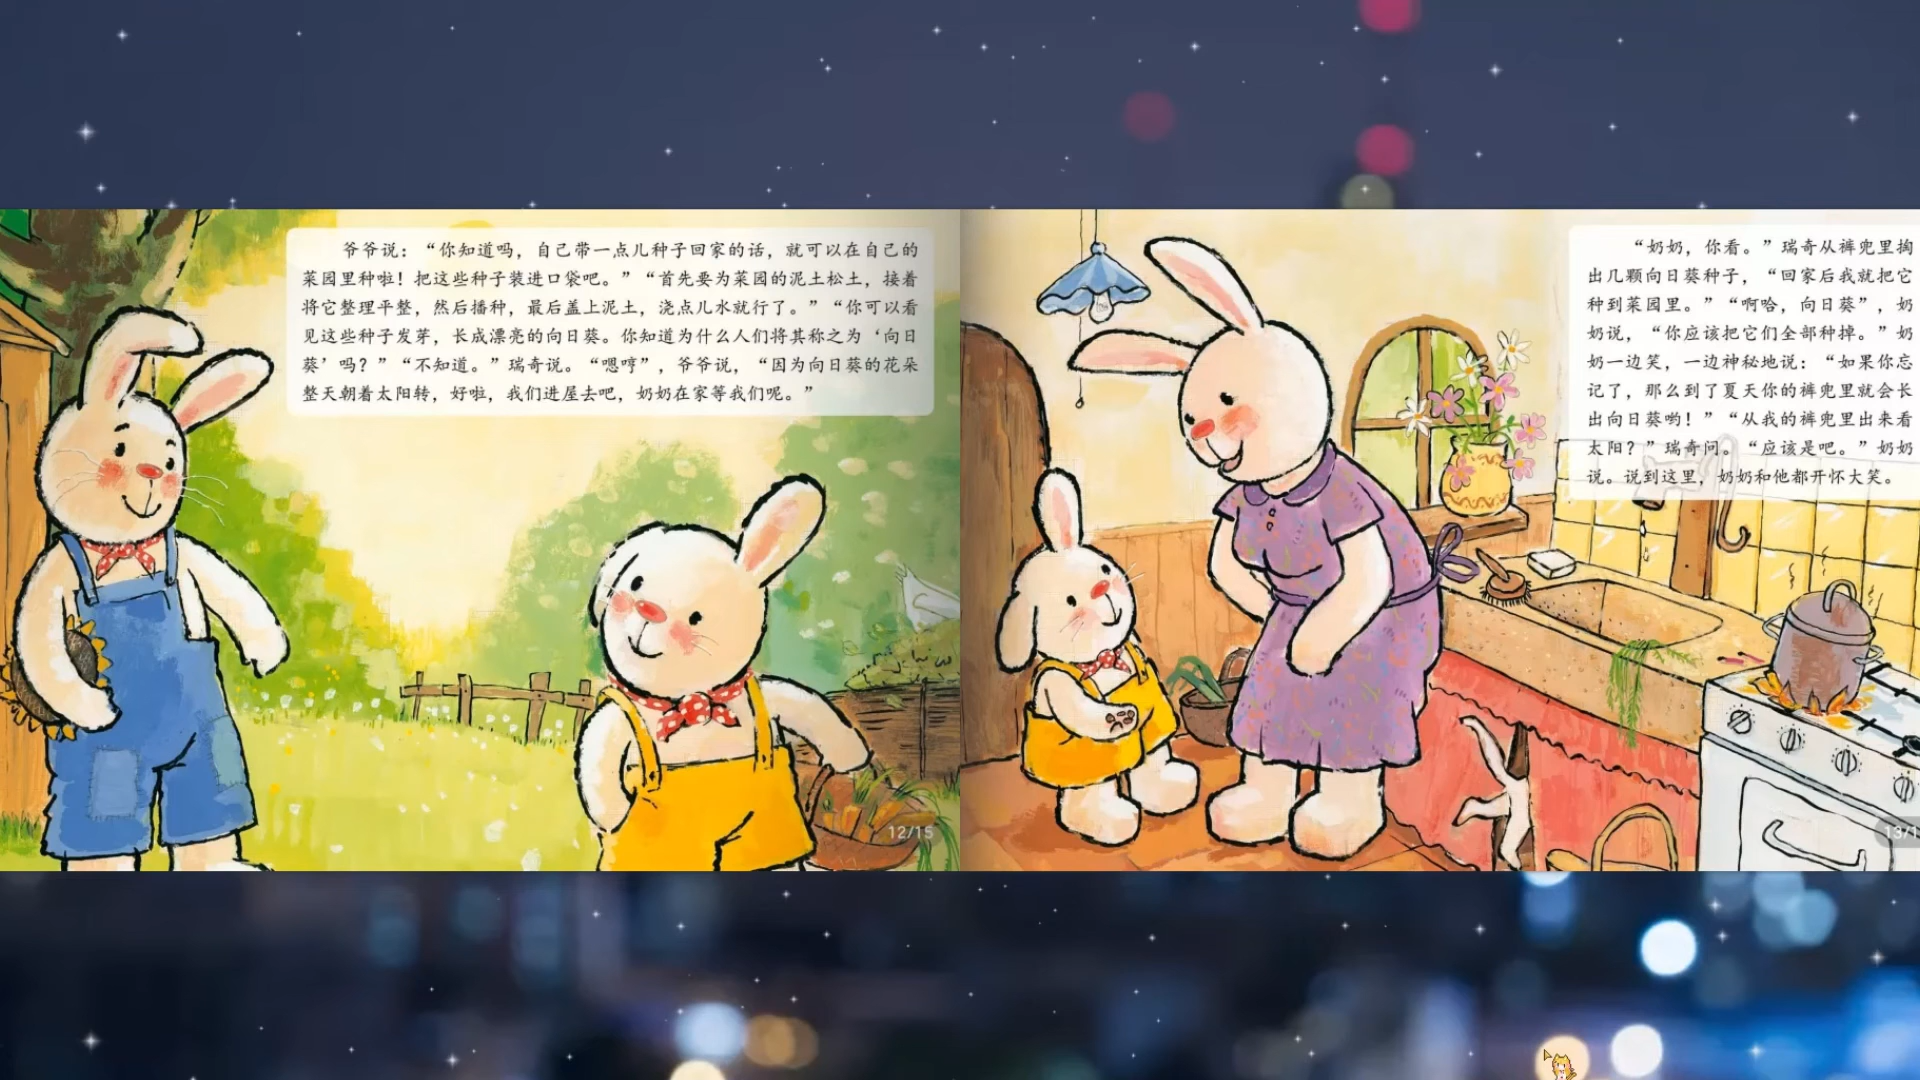 爷爷说：“你知道吗，自己带一点儿种子回家的话，就可以在自己的
菜园里种啦！把这些种子装进口袋吧。”“首先要为菜园的泥土松土，接着
将它整理平整，然后播种，最后盖上泥土，浇点儿水就行了。”“你可以看
见这些种子发芽，长成漂亮的向日葵。你知道为什么人们将其称之为‘向日
葵’吗？”“不知道。”瑞奇说。“嗯哼”，爷爷说，“因为向日葵的花朵
整天朝着太阳转，好啦，我们进屋去吧，奶奶在家等我们呢。”
12/15
“奶奶，你看。”瑞奇从裤兜里掏
出几颗向日葵种子，“回家后我就把它
种到菜园里。”“啊哈，向日葵”，奶
奶说，“你应该把它们全部种掉。”奶
奶一边笑，一边神秘地说：“如果你忘
记了，那么到了夏天你的裤兜里就会长
出向日葵哟！”“从我的裤兜里出来看
太阳？”瑞奇问。“应该是吧。”奶奶
说。说到这里，奶奶和他都开怀大笑。
13/1